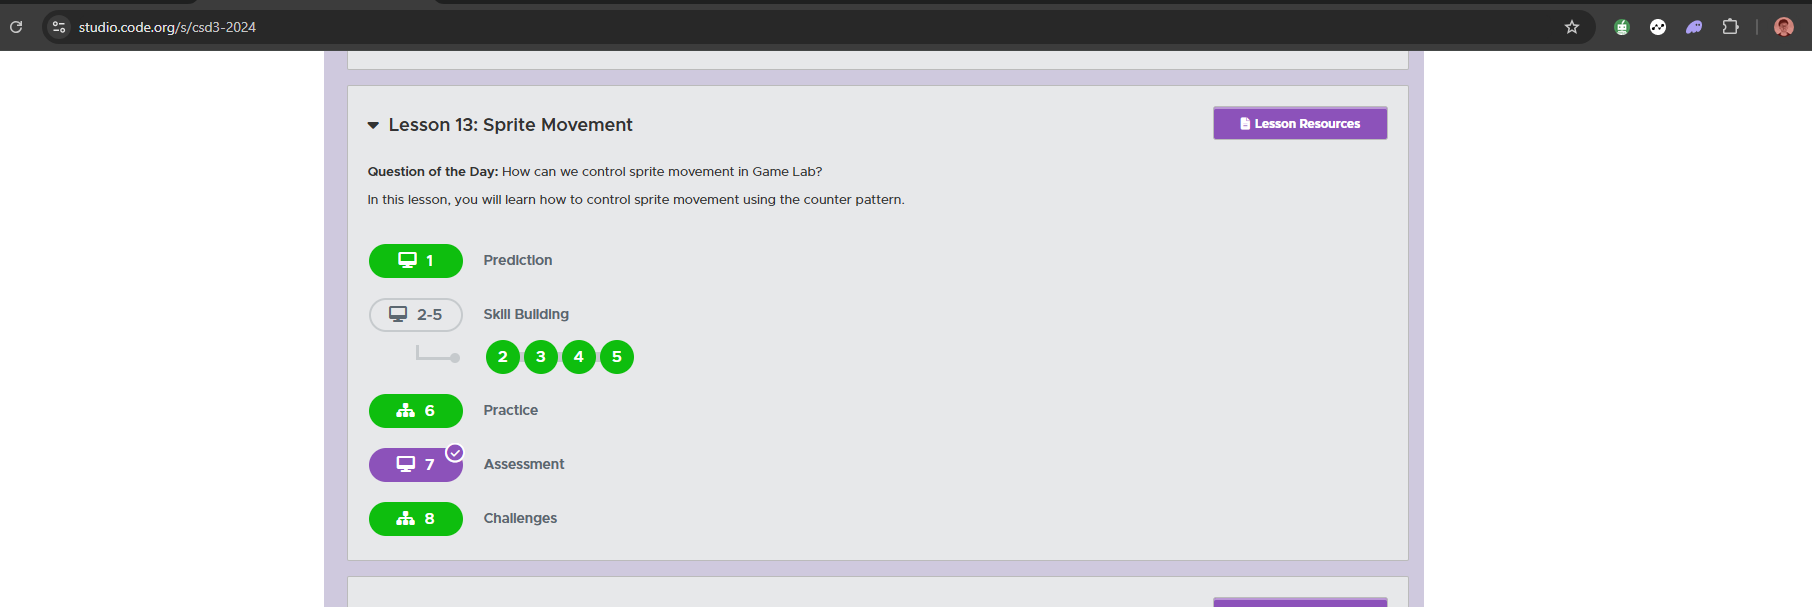 studio.code.org/s/csd3-2024
Lesson 13: Sprite Movement
Lesson Resources
Question of the Day: How can we control sprite movement in Game Lab?
In this lesson, you will learn how to control sprite movement using the counter pattern.
1 Prediction
2-5 Skill Building
2 3 4 5
6 Practice
7 Assessment
8 Challenges